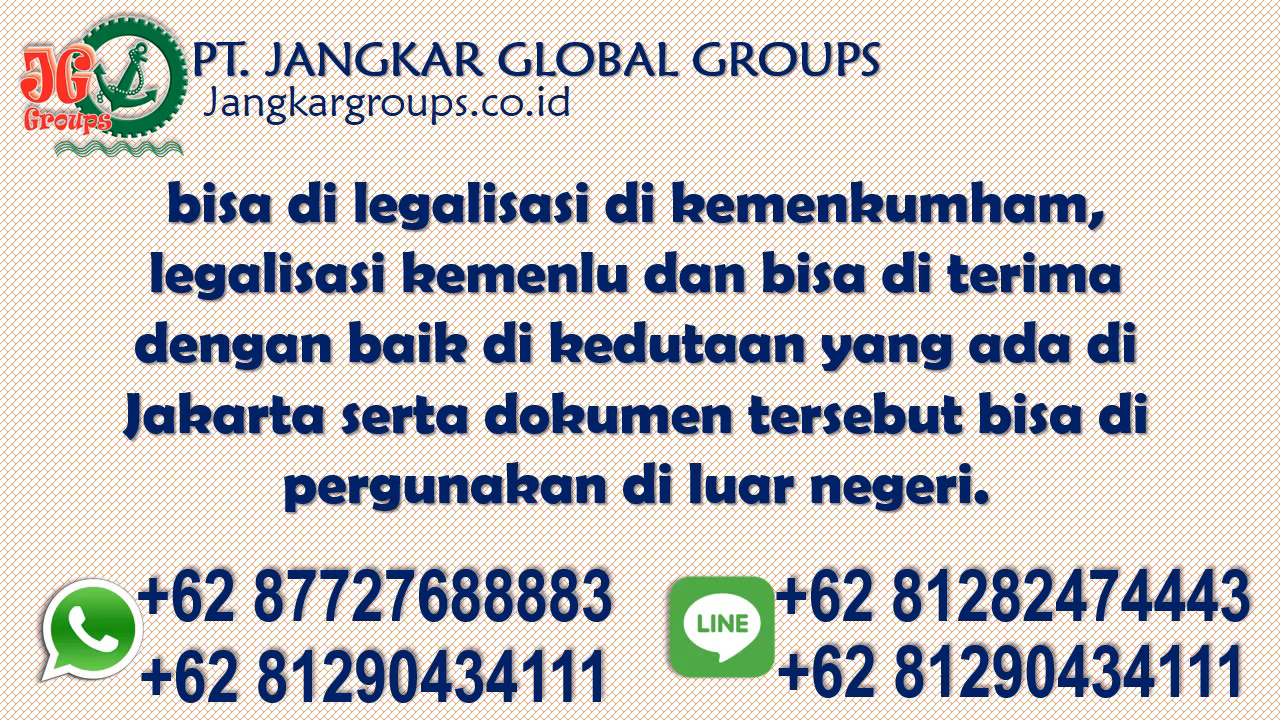 JG
Groups
PT. JANGKAR GLOBAL GROUPS
Jangkargroups.co.id
bisa di legalisasi di kemenkumham,
legalisasi kemenlu dan bisa di terima
dengan baik di kedutaan yang ada di
Jakarta serta dokumen tersebut bisa di
pergunakan di luar negeri.
+62 87727688883
+62 81290434111
LINE
+62 81282474443
+62 81290434111